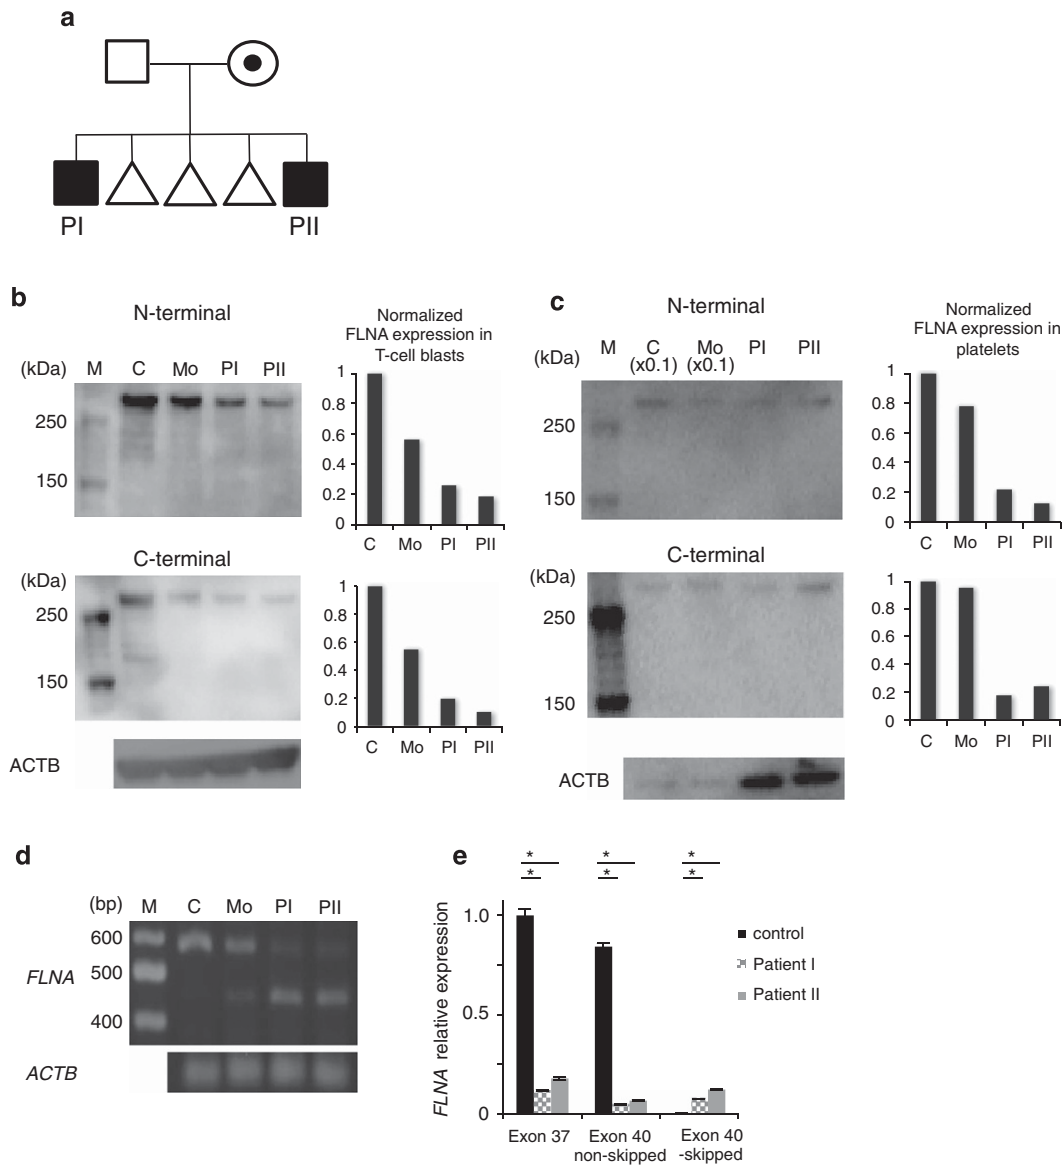 a
PI PII
b
N-terminal
Normalized
FLNA expression in
T-cell blasts
(kDa) M C Mo PI PII
250
150
1
0.8
0.6
0.4
0.2
0
C Mo PI PII
C-terminal
(kDa)
250
150
1
0.8
0.6
0.4
0.2
0
C Mo PI PII
ACTB
c
N-terminal
Normalized
FLNA expression in
platelets
(kDa) M C Mo PI PII
(x0.1) (x0.1)
250
150
1
0.8
0.6
0.4
0.2
0
C Mo PI PII
C-terminal
(kDa)
250
150
1
0.8
0.6
0.4
0.2
0
C Mo PI PII
ACTB
d
(bp) M C Mo PI PII
600
500
400
FLNA
ACTB
e
* * *
* * *
FLNA relative expression
1.0
0.5
0
control
Patient I
Patient II
Exon 37 Exon 40 Exon 40
non-skipped -skipped